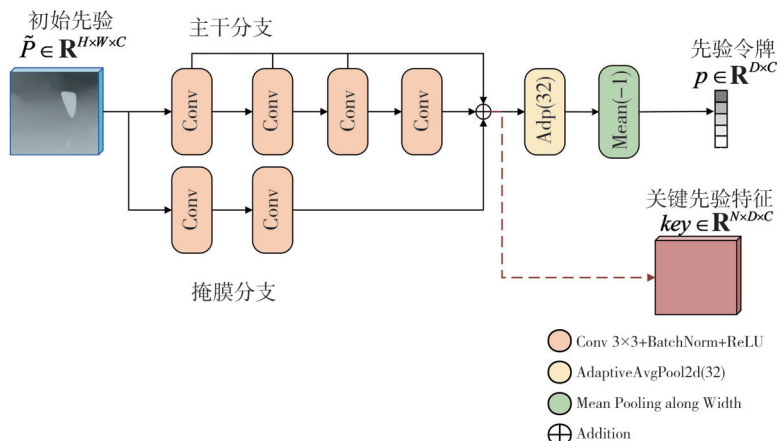 初始先验
P̃ ∈ R^{H×W×C}
主干分支
Conv
Conv
Conv
Conv
Adp(32)
Mean(-1)
先验令牌
p ∈ R^{D×C}
Conv
Conv
掩膜分支
关键先验特征
key ∈ R^{N×D×C}
Conv 3×3+BatchNorm+ReLU
AdaptiveAvgPool2d(32)
Mean Pooling along Width
Addition